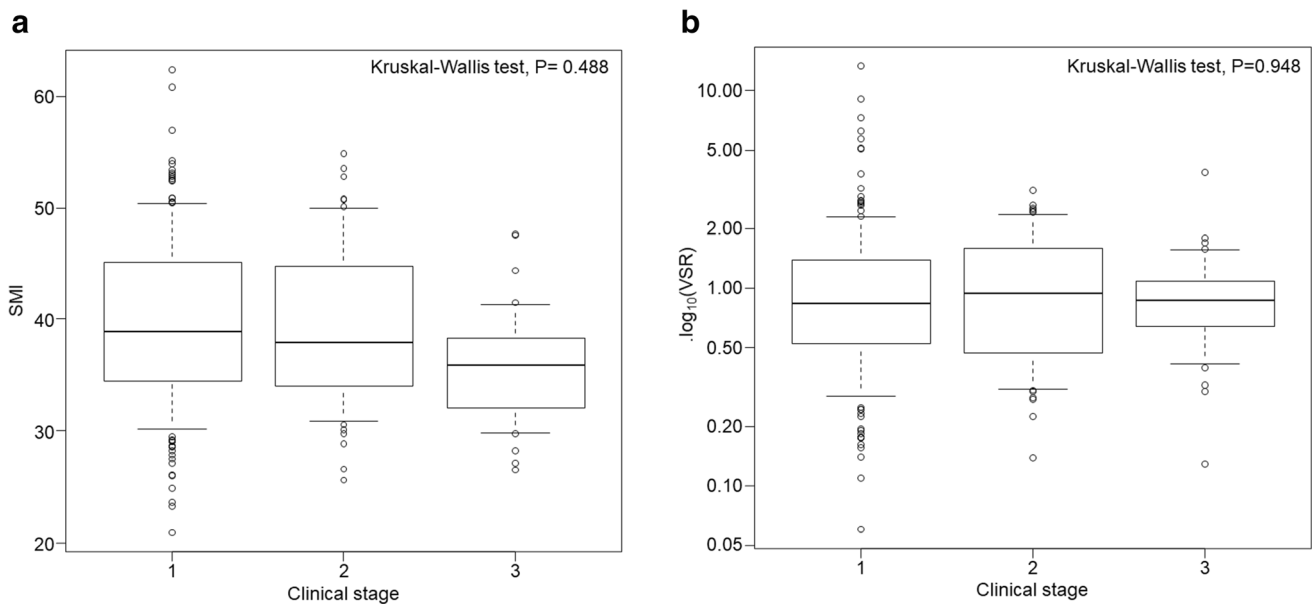 a
Kruskal-Wallis test, P= 0.488
60
50
40
30
20
SMI
1 2 3
Clinical stage
b
Kruskal-Wallis test, P=0.948
10.00
5.00
2.00
1.00
0.50
0.20
0.10
0.05
.log10(VSR)
1 2 3
Clinical stage